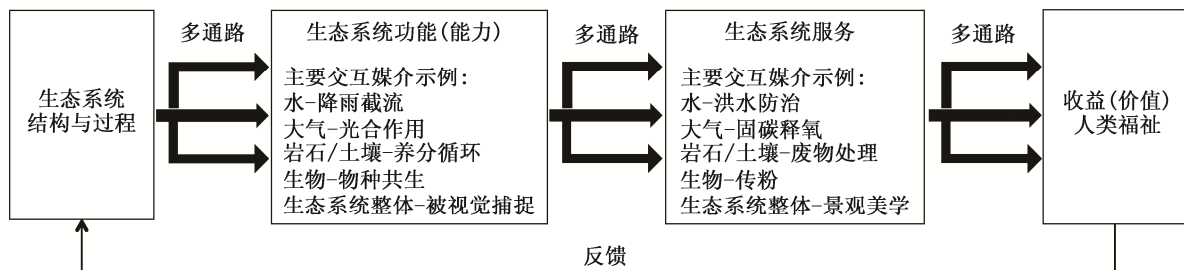 生态系统
结构与过程
多通路
生态系统功能(能力)
主要交互媒介示例:
水-降雨截流
大气-光合作用
岩石/土壤-养分循环
生物-物种共生
生态系统整体-被视觉捕捉
多通路
生态系统服务
主要交互媒介示例:
水-洪水防治
大气-固碳释氧
岩石/土壤-废物处理
生物-传粉
生态系统整体-景观美学
多通路
收益(价值)
人类福祉
反馈